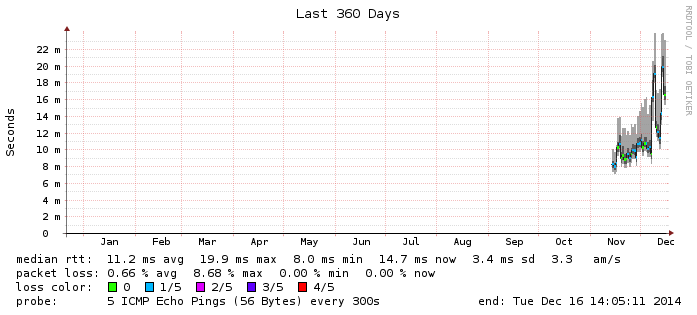 Last 360 Days
RRDTOOL / TOBI OETIKER
Seconds
22 m
20 m
18 m
16 m
14 m
12 m
10 m
8 m
6 m
4 m
2 m
0
Jan Feb Mar Apr May Jun Jul Aug Sep Oct Nov Dec
median rtt: 11.2 ms avg 19.9 ms max 8.0 ms min 14.7 ms now 3.4 ms sd 3.3 am/s
packet loss: 0.66 % avg 8.68 % max 0.00 % min 0.00 % now
loss color: 0 1/5 2/5 3/5 4/5
probe: 5 ICMP Echo Pings (56 Bytes) every 300s end: Tue Dec 16 14:05:11 2014